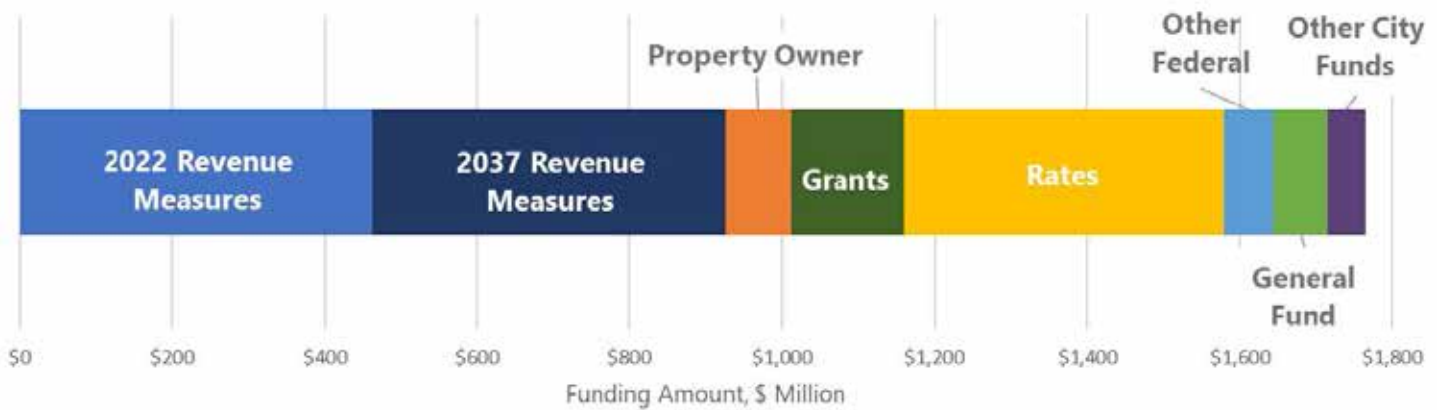 Property Owner
Other
Federal
Other City
Funds
2022 Revenue
Measures
2037 Revenue
Measures
Grants
Rates
General
Fund
$0
$200
$400
$600
$800
$1,000
$1,200
$1,400
$1,600
$1,800
Funding Amount, $ Million